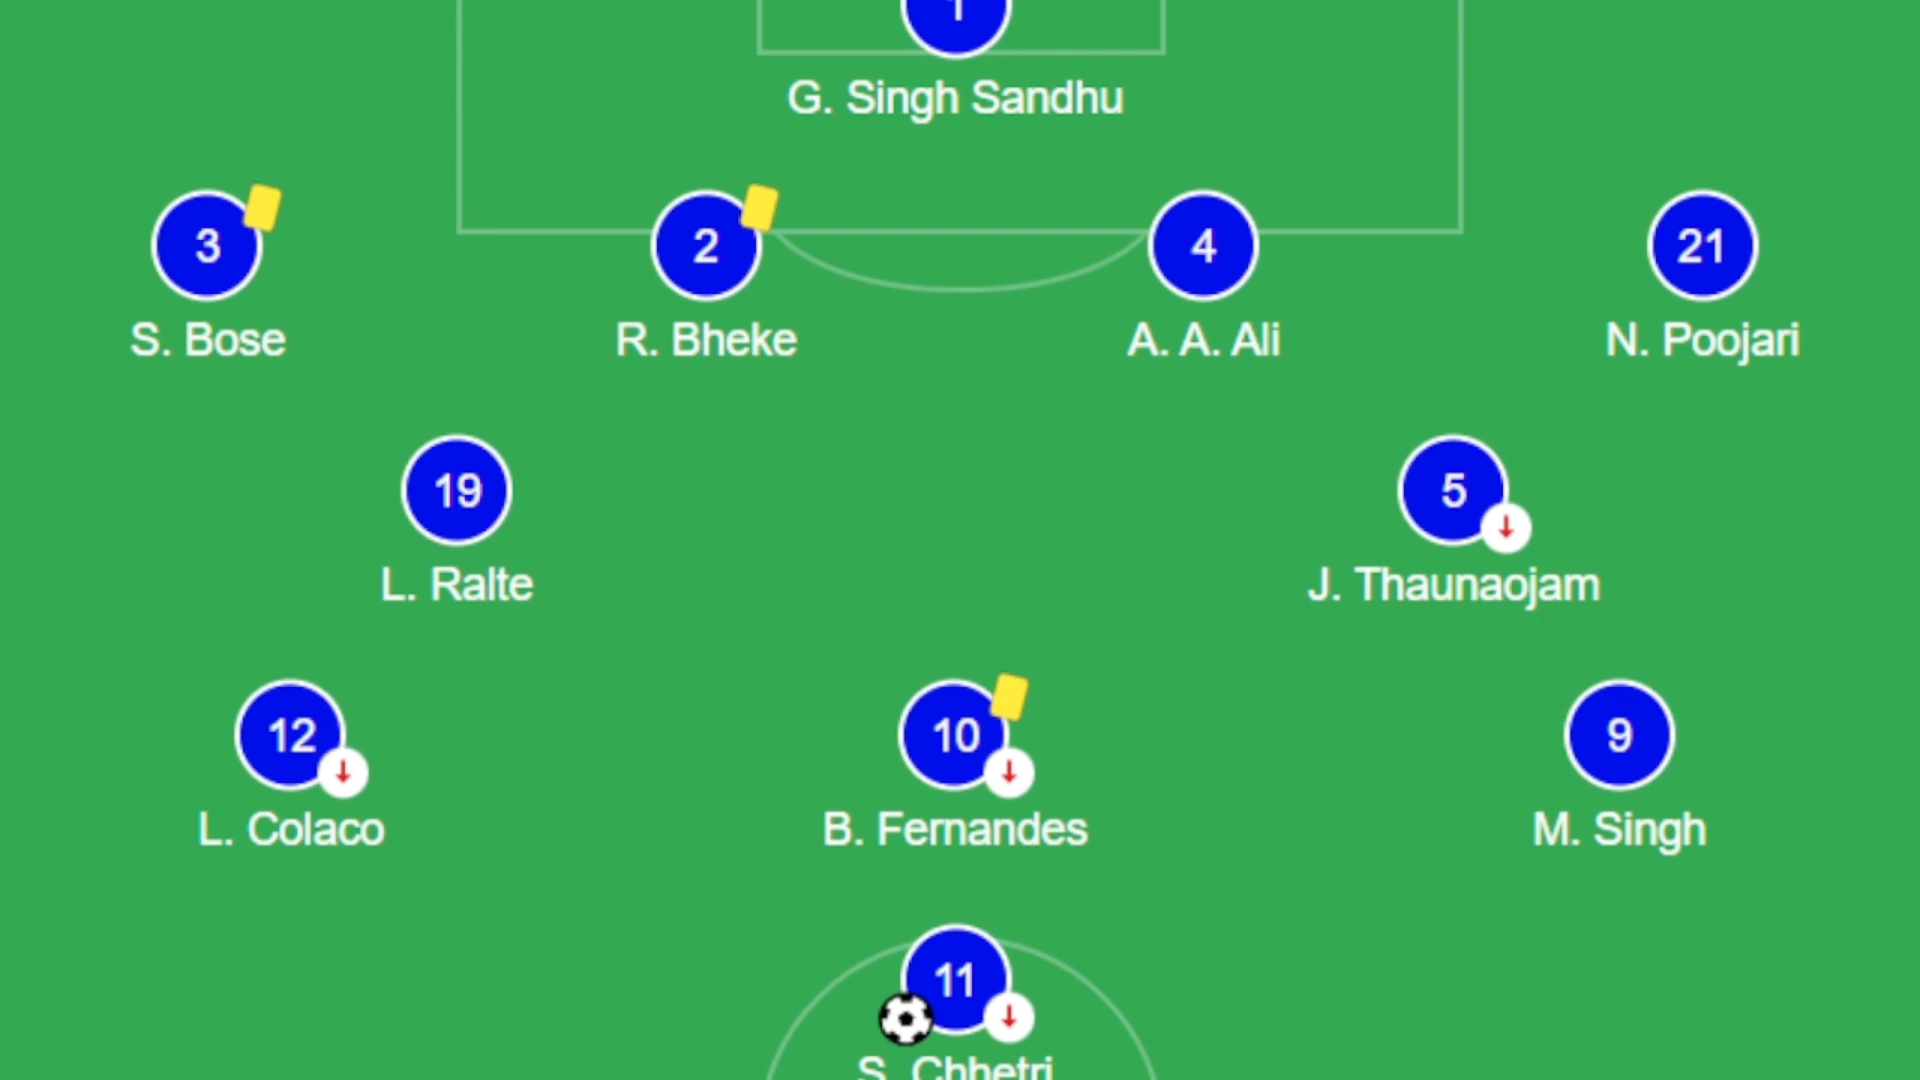 1
G. Singh Sandhu
3 2 4 21
S. Bose R. Bheke A. A. Ali N. Poojari
19 5
L. Ralte J. Thaunaojam
12 10 9
L. Colaco B. Fernandes M. Singh
11
S. Chhetri